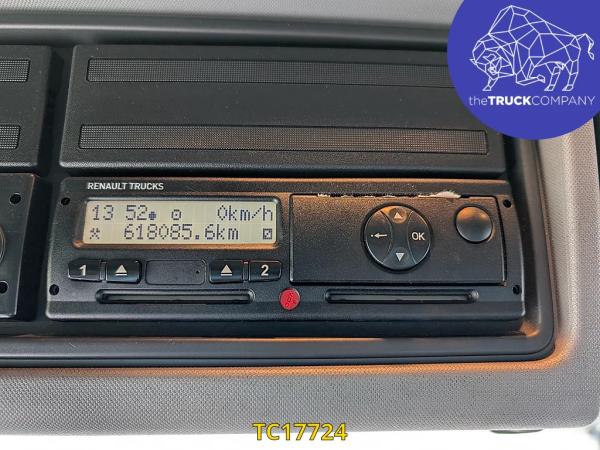 theTRUCKCOMPANY
RENAULT TRUCKS
13 52 0km/h
618085.6km
1 2 OK
TC17724